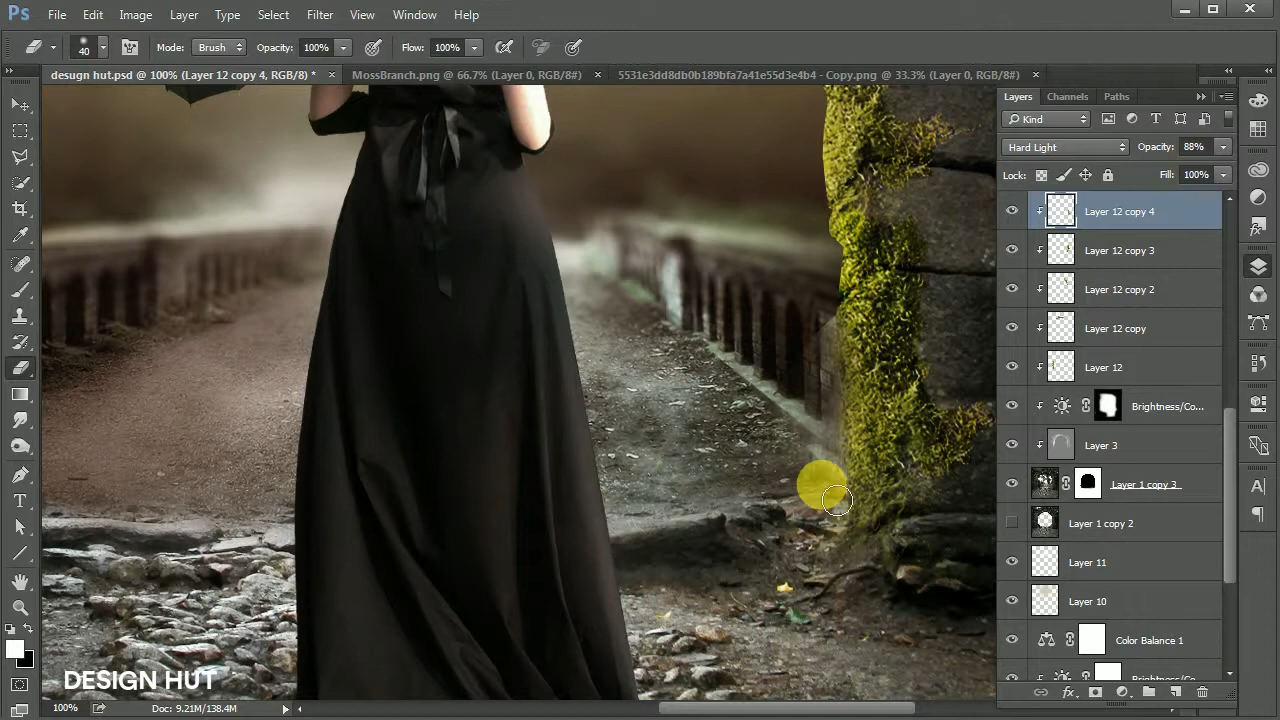 Ps File Edit Image Layer Type Select Filter View Window Help
40 Mode: Brush Opacity: 100% Flow: 100%
desugn hut.psd @ 100% (Layer 12 copy 4, RGB/8) * × MossBranch.png @ 66.7% (Layer 0, RGB/8#) × 5531e3dd8db0b189bfa7a41e55d3e4b4 - Copy.png @ 33.3% (Layer 0, RGB/8#) ×
Layers Channels Paths
Kind
Hard Light Opacity: 88%
Lock: Fill: 100%
Layer 12 copy 4
Layer 12 copy 3
Layer 12 copy 2
Layer 12 copy
Layer 12
Brightness/Co...
Layer 3
Layer 1 copy 3
Layer 1 copy 2
Layer 11
Layer 10
Color Balance 1
Brightness/Co...
DESIGN HUT
100% Doc: 9.21M/138.4M